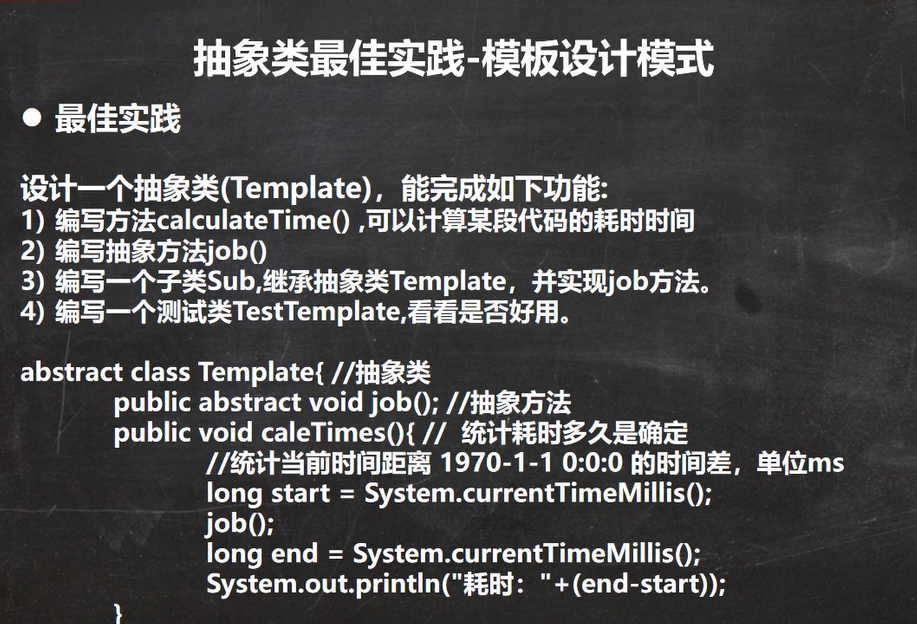 抽象类最佳实践-模板设计模式
● 最佳实践
设计一个抽象类(Template)，能完成如下功能:
1) 编写方法calculateTime() ,可以计算某段代码的耗时时间
2) 编写抽象方法job()
3) 编写一个子类Sub,继承抽象类Template，并实现job方法。
4) 编写一个测试类TestTemplate,看看是否好用。
abstract class Template{ //抽象类
public abstract void job(); //抽象方法
public void caleTimes(){ // 统计耗时多久是确定
//统计当前时间距离 1970-1-1 0:0:0 的时间差，单位ms
long start = System.currentTimeMillis();
job();
long end = System.currentTimeMillis();
System.out.println("耗时："+(end-start));
}